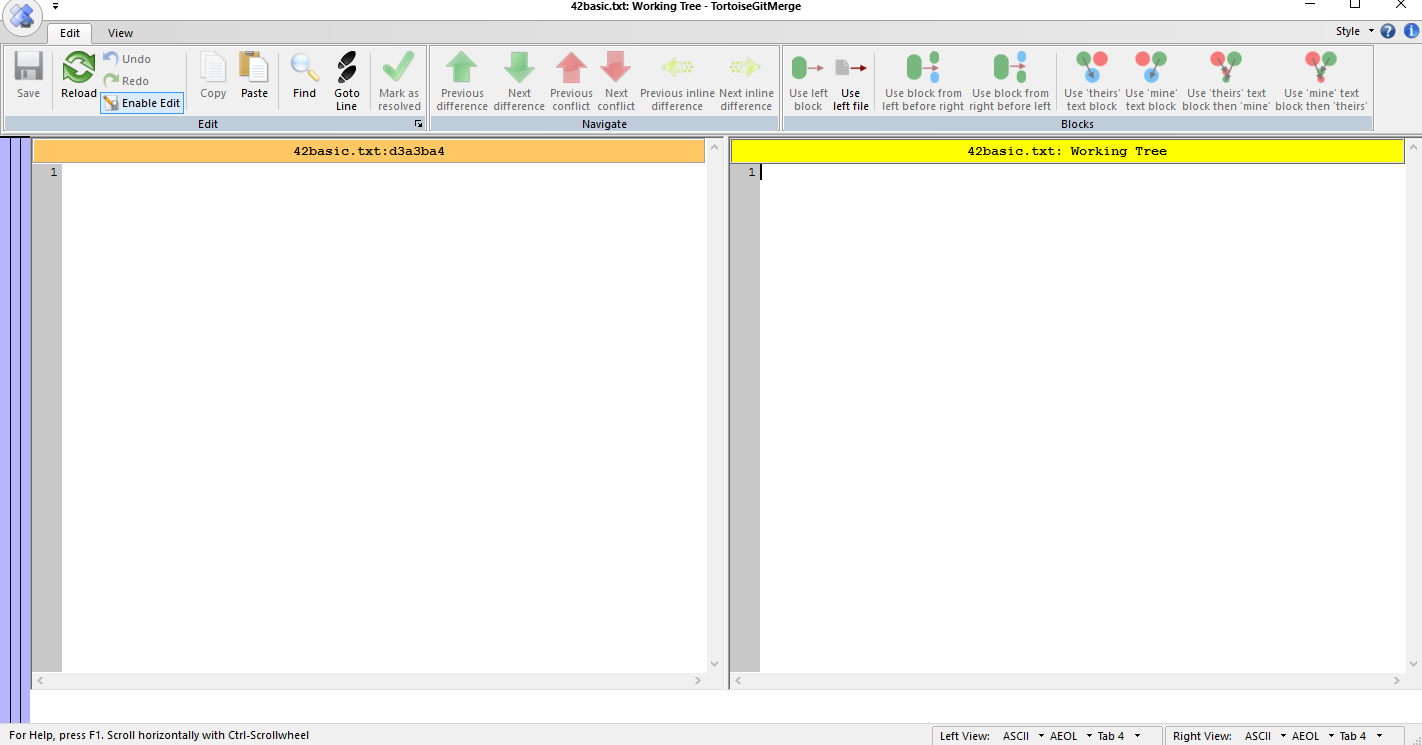 42basic.txt: Working Tree - TortoiseGitMerge
Edit View Style
Save Reload Undo Redo Enable Edit Copy Paste Find Goto Line Mark as resolved
Previous difference Next difference Previous conflict Next conflict Previous inline difference Next inline difference
Use left block Use left file Use block from left before right Use block from right before left Use 'theirs' text block Use 'mine' text block Use 'theirs' text block then 'mine' Use 'mine' text block then 'theirs'
Edit Navigate Blocks
42basic.txt:d3a3ba4 42basic.txt: Working Tree
1 1
For Help, press F1. Scroll horizontally with Ctrl-Scrollwheel Left View: ASCII AEOL Tab 4 Right View: ASCII AEOL Tab 4